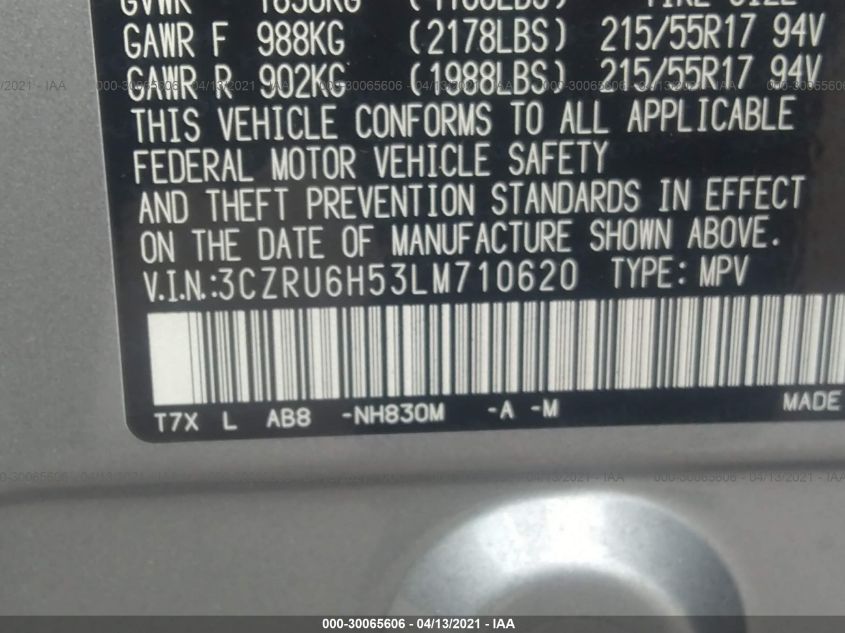 GVWR 1850KG
GAWR F 988KG (2178LBS) 215/55R17 94V
GAWR R 902KG (1988LBS) 215/55R17 94V
THIS VEHICLE CONFORMS TO ALL APPLICABLE
FEDERAL MOTOR VEHICLE SAFETY
AND THEFT PREVENTION STANDARDS IN EFFECT
ON THE DATE OF MANUFACTURE SHOWN ABOVE.
V.I.N.:3CZRU6H53LM710620 TYPE: MPV
T7X L AB8 -NH830M -A -M MADE
000-30065606 - 04/13/2021 - IAA